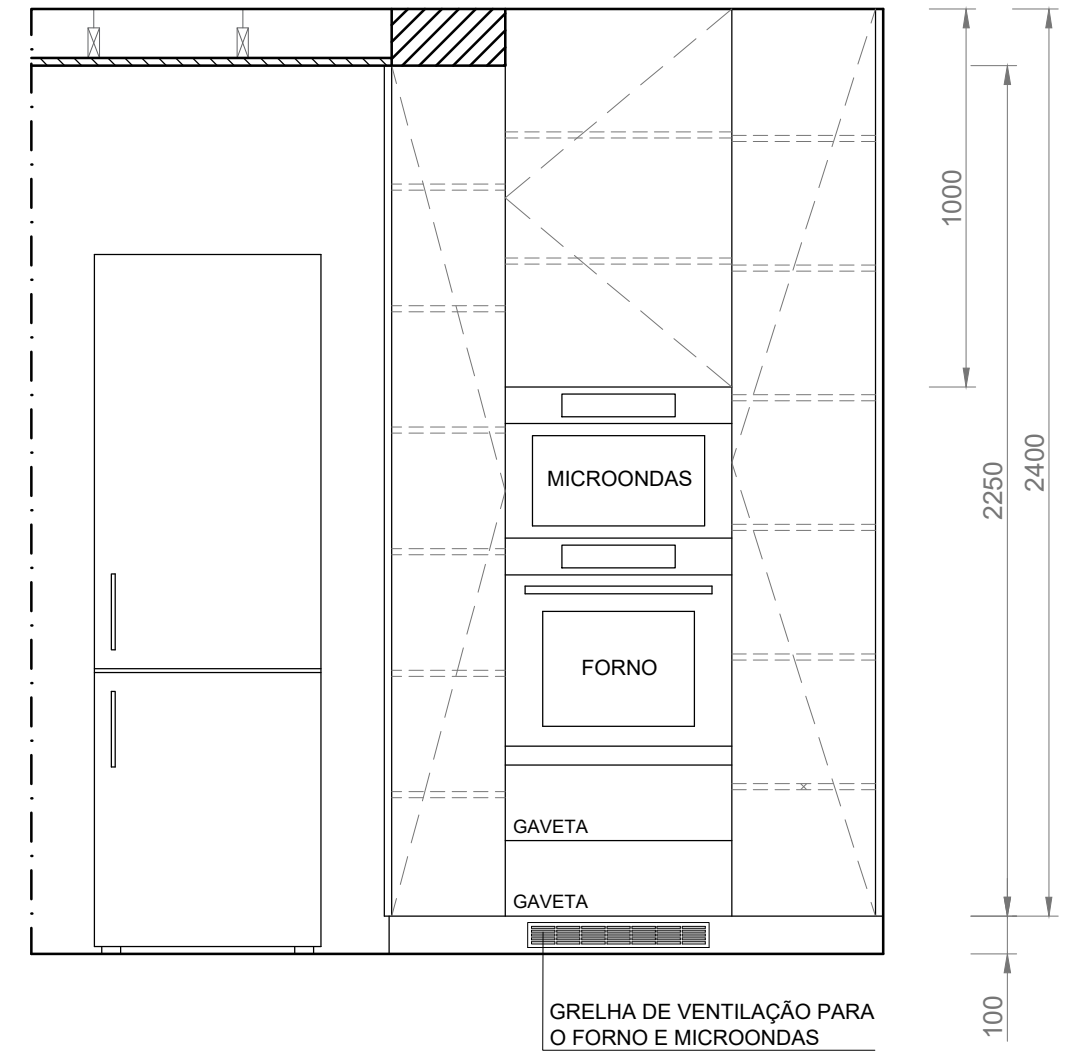 1000
2250
2400
MICROONDAS
FORNO
GAVETA
GAVETA
100
GRELHA DE VENTILAÇÃO PARA
O FORNO E MICROONDAS